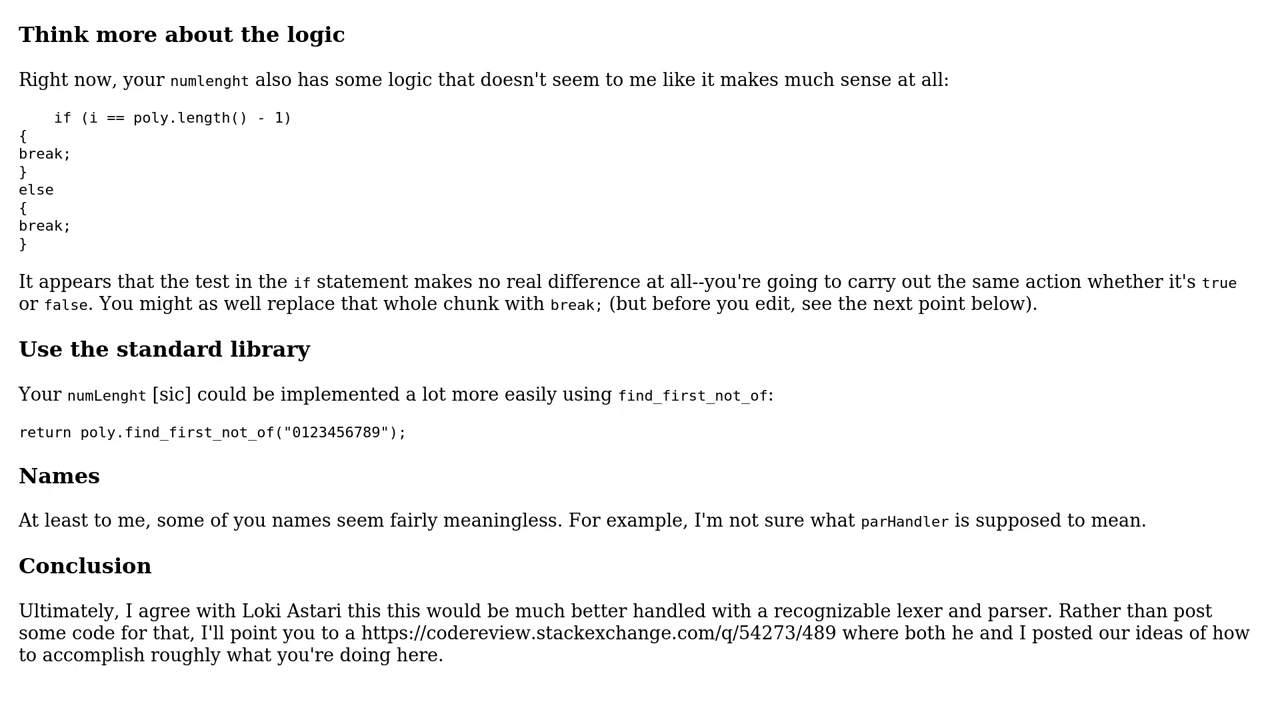 Think more about the logic
Right now, your numlenght also has some logic that doesn't seem to me like it makes much sense at all:
    if (i == poly.length() - 1)
{
break;
}
else
{
break;
}
It appears that the test in the if statement makes no real difference at all--you're going to carry out the same action whether it's true
or false. You might as well replace that whole chunk with break; (but before you edit, see the next point below).
Use the standard library
Your numLenght [sic] could be implemented a lot more easily using find_first_not_of:
return poly.find_first_not_of("0123456789");
Names
At least to me, some of you names seem fairly meaningless. For example, I'm not sure what parHandler is supposed to mean.
Conclusion
Ultimately, I agree with Loki Astari this this would be much better handled with a recognizable lexer and parser. Rather than post
some code for that, I'll point you to a https://codereview.stackexchange.com/q/54273/489 where both he and I posted our ideas of how
to accomplish roughly what you're doing here.